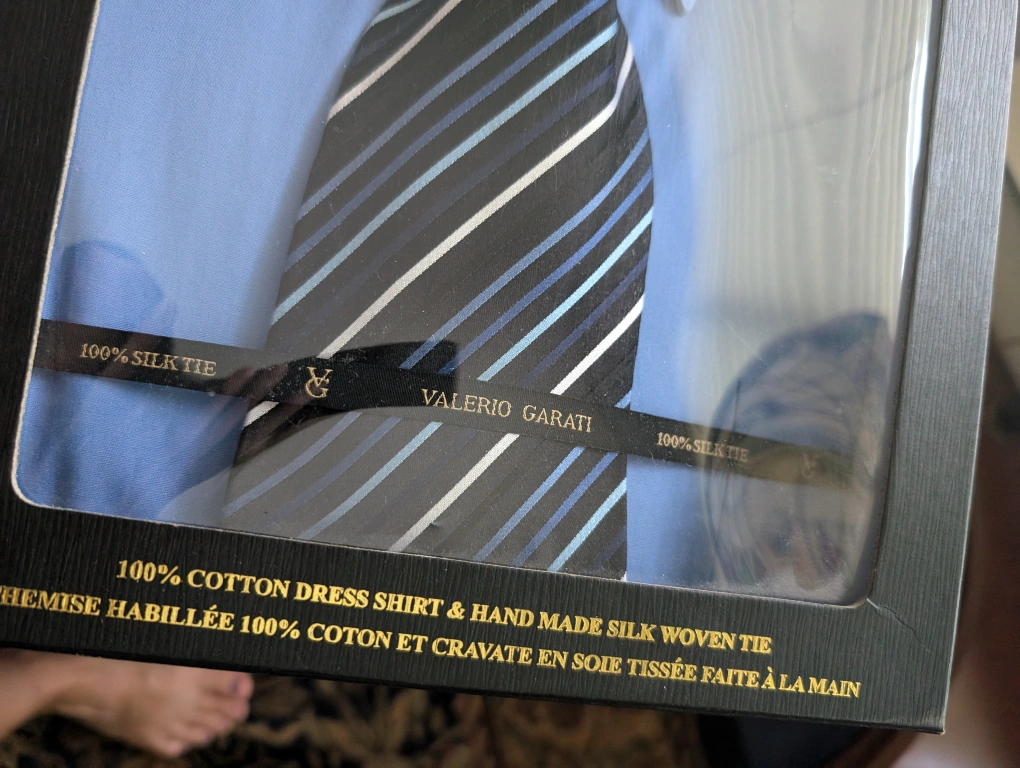 100% SILK TIE VG VALERIO GARATI 100% SILK TIE VG
100% COTTON DRESS SHIRT & HAND MADE SILK WOVEN TIE
HEMISE HABILLÉE 100% COTON ET CRAVATE EN SOIE TISSÉE FAITE À LA MAIN